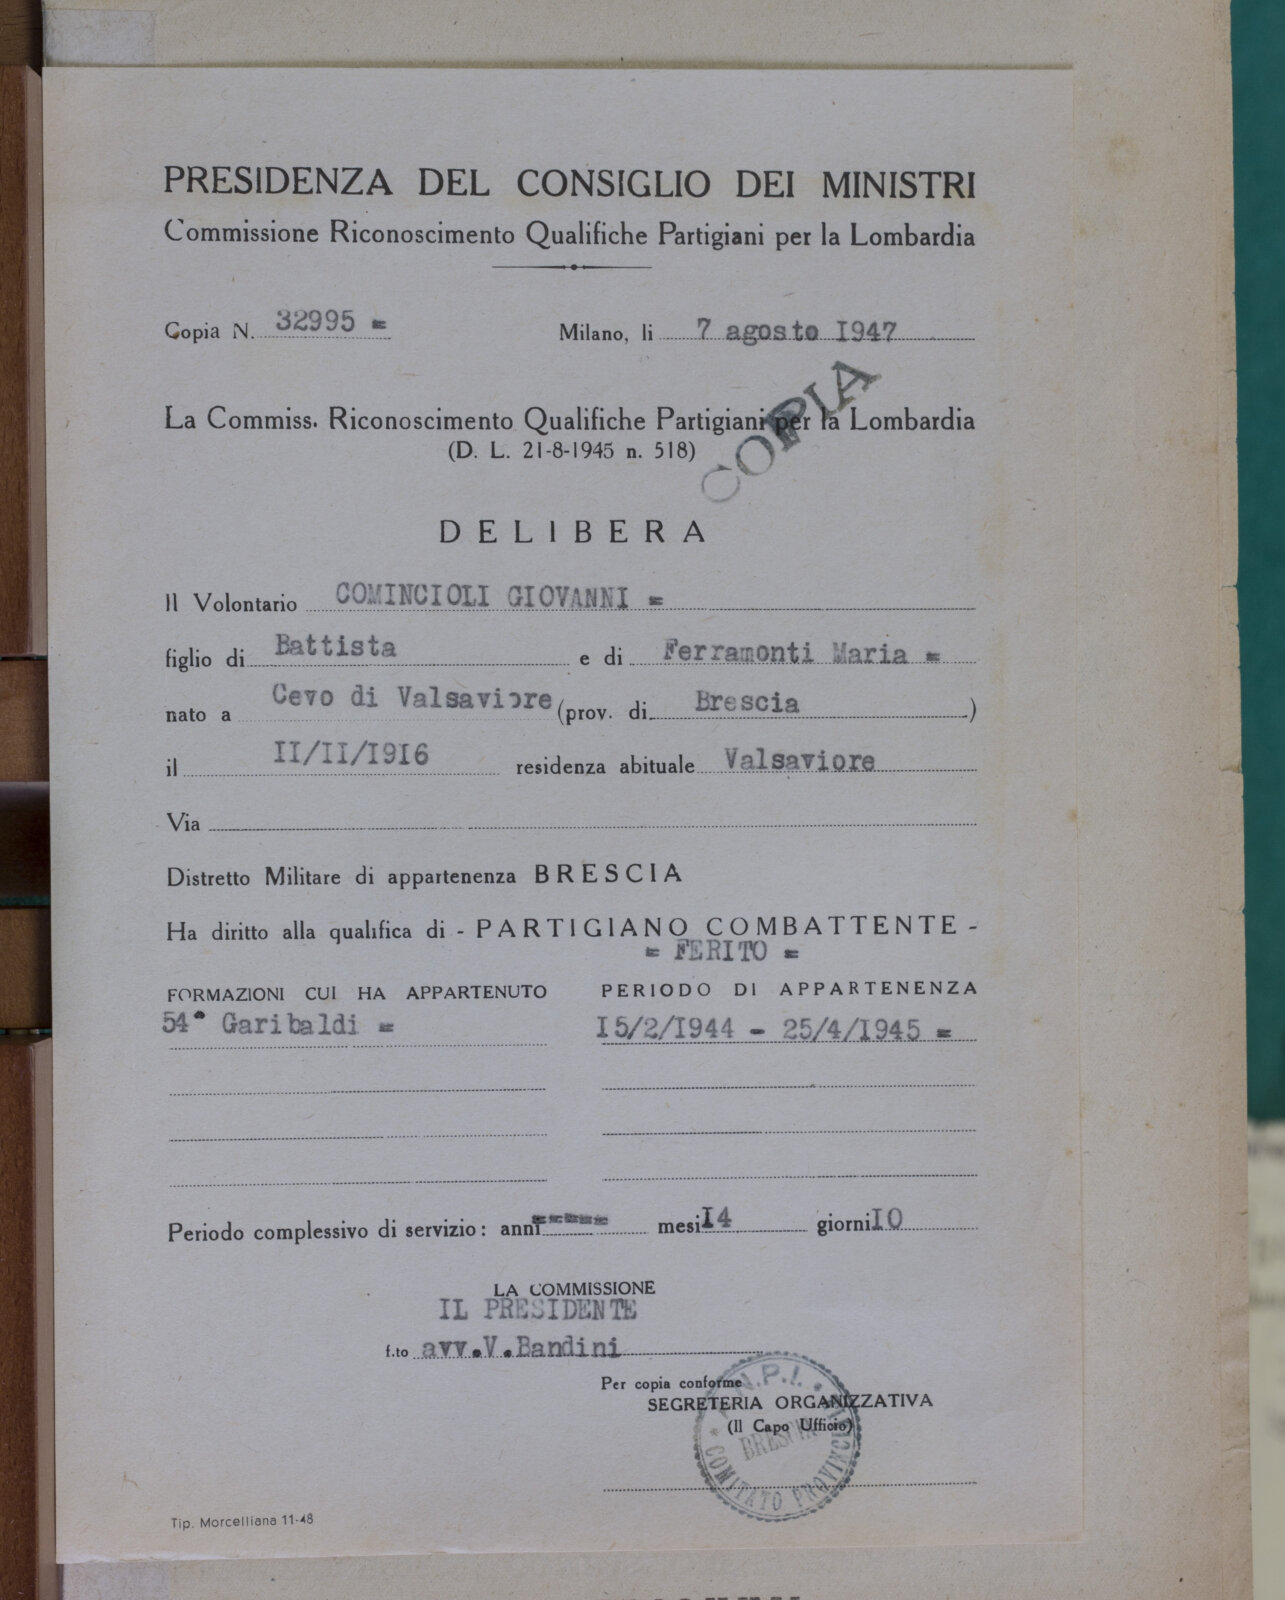 PRESIDENZA DEL CONSIGLIO DEI MINISTRI
Commissione Riconoscimento Qualifiche Partigiani per la Lombardia
Copia N. 32995 =
Milano, li 7 agosto I947
COPIA
La Commiss. Riconoscimento Qualifiche Partigiani per la Lombardia
(D. L. 21-8-1945 n. 518)
DELIBERA
Il Volontario COMINCIOLI GIOVANNI =
figlio di Battista e di Ferramonti Maria =
nato a Cevo di Valsaviore (prov. di Brescia )
il II/II/I9I6 residenza abituale Valsaviore
Via
Distretto Militare di appartenenza BRESCIA
Ha diritto alla qualifica di - PARTIGIANO COMBATTENTE -
= FERITO =
FORMAZIONI CUI HA APPARTENUTO
PERIODO DI APPARTENENZA
54° Garibaldi =
I5/2/I944 - 25/4/I945 =
Periodo complessivo di servizio: anni ===== mesi I4 giorni I0
LA COMMISSIONE
IL PRESIDENTE
f.to avv.V.Bandini
Per copia conforme
SEGRETERIA ORGANIZZATIVA
(Il Capo Ufficio)
A.N.P.I. * COMITATO PROVINCIALE *
BRESCIA
Tip. Morcelliana 11-48